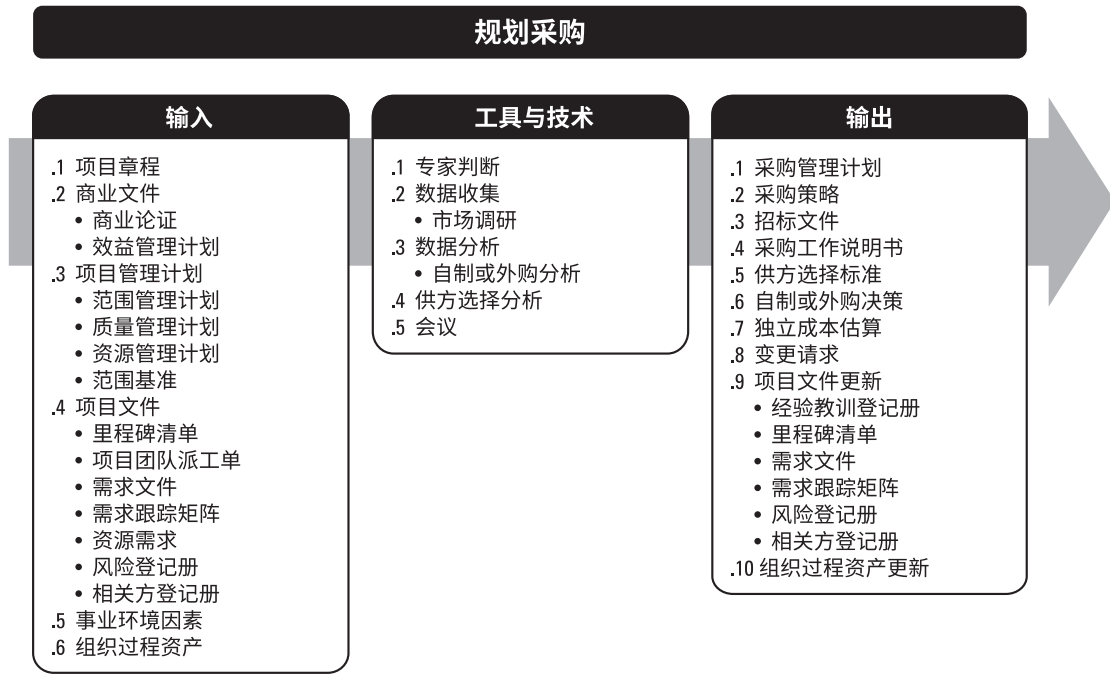 规划采购
输入
.1 项目章程
.2 商业文件
• 商业论证
• 效益管理计划
.3 项目管理计划
• 范围管理计划
• 质量管理计划
• 资源管理计划
• 范围基准
.4 项目文件
• 里程碑清单
• 项目团队派工单
• 需求文件
• 需求跟踪矩阵
• 资源需求
• 风险登记册
• 相关方登记册
.5 事业环境因素
.6 组织过程资产
工具与技术
.1 专家判断
.2 数据收集
• 市场调研
.3 数据分析
• 自制或外购分析
.4 供方选择分析
.5 会议
输出
.1 采购管理计划
.2 采购策略
.3 招标文件
.4 采购工作说明书
.5 供方选择标准
.6 自制或外购决策
.7 独立成本估算
.8 变更请求
.9 项目文件更新
• 经验教训登记册
• 里程碑清单
• 需求文件
• 需求跟踪矩阵
• 风险登记册
• 相关方登记册
.10 组织过程资产更新